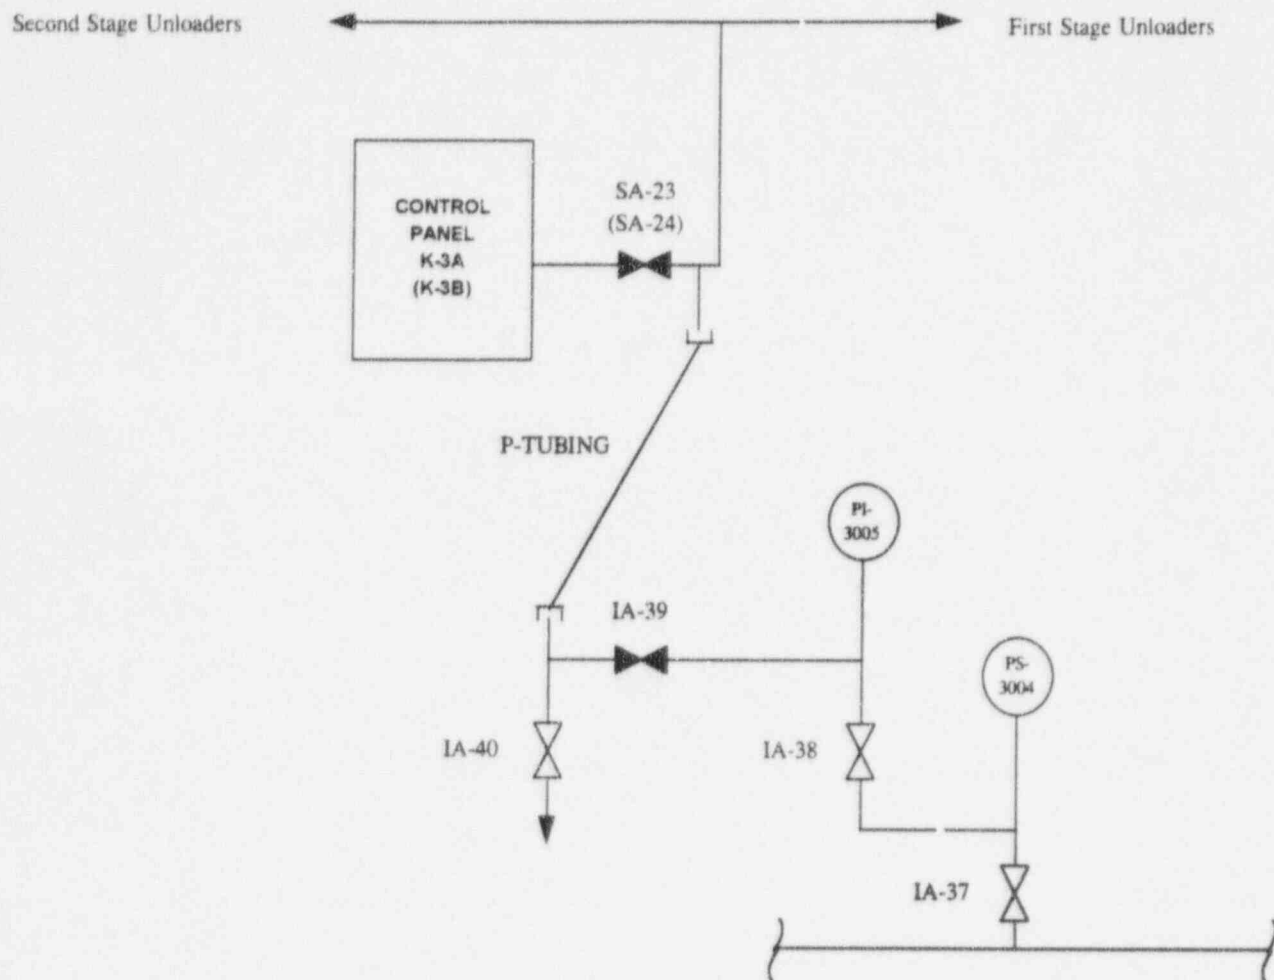 Second Stage Unloaders
First Stage Unloaders
SA-23
(SA-24)
CONTROL
PANEL
K-3A
(K-3B)
P-TUBING
PI-
3005
IA-39
PS-
3004
IA-40
IA-38
IA-37